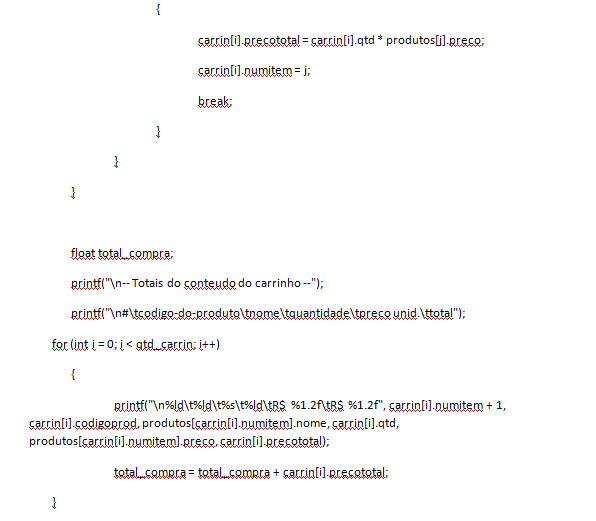 {
carrin[i].precototal = carrin[i].qtd * produtos[j].preco;
carrin[i].numitem = j;
break;
}
}
}
float total_compra;
printf("\n-- Totais do conteudo do carrinho --");
printf("\n#\tcodigo-do-produto\tnome\tquantidade\tpreco unid.\ttotal");
for (int i = 0; i < qtd_carrin; i++)
{
printf("\n%ld\t%ld\t%s\t%ld\tR$ %1.2f\tR$ %1.2f", carrin[i].numitem + 1,
carrin[i].codigoprod, produtos[carrin[i].numitem].nome, carrin[i].qtd,
produtos[carrin[i].numitem].preco, carrin[i].precototal);
total_compra = total_compra + carrin[i].precototal;
}